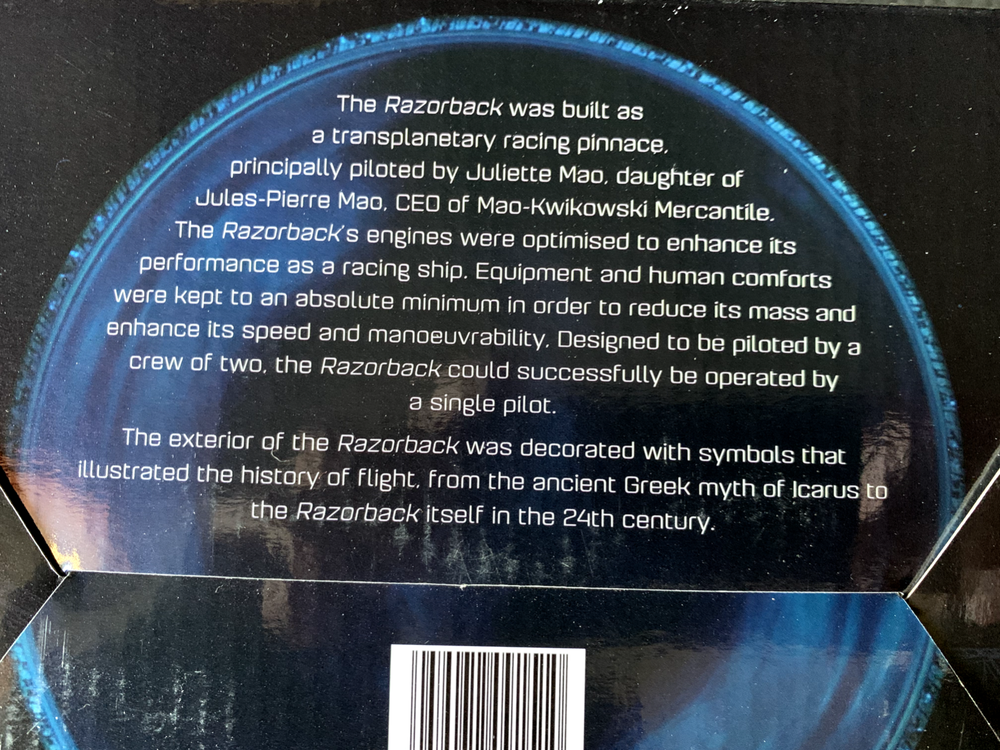 The Razorback was built as
a transplanetary racing pinnace,
principally piloted by Juliette Mao, daughter of
Jules-Pierre Mao, CEO of Mao-Kwikowski Mercantile.
The Razorback's engines were optimised to enhance its
performance as a racing ship. Equipment and human comforts
were kept to an absolute minimum in order to reduce its mass and
enhance its speed and manoeuvrability. Designed to be piloted by a
crew of two, the Razorback could successfully be operated by
a single pilot.
The exterior of the Razorback was decorated with symbols that
illustrated the history of flight, from the ancient Greek myth of Icarus to
the Razorback itself in the 24th century.